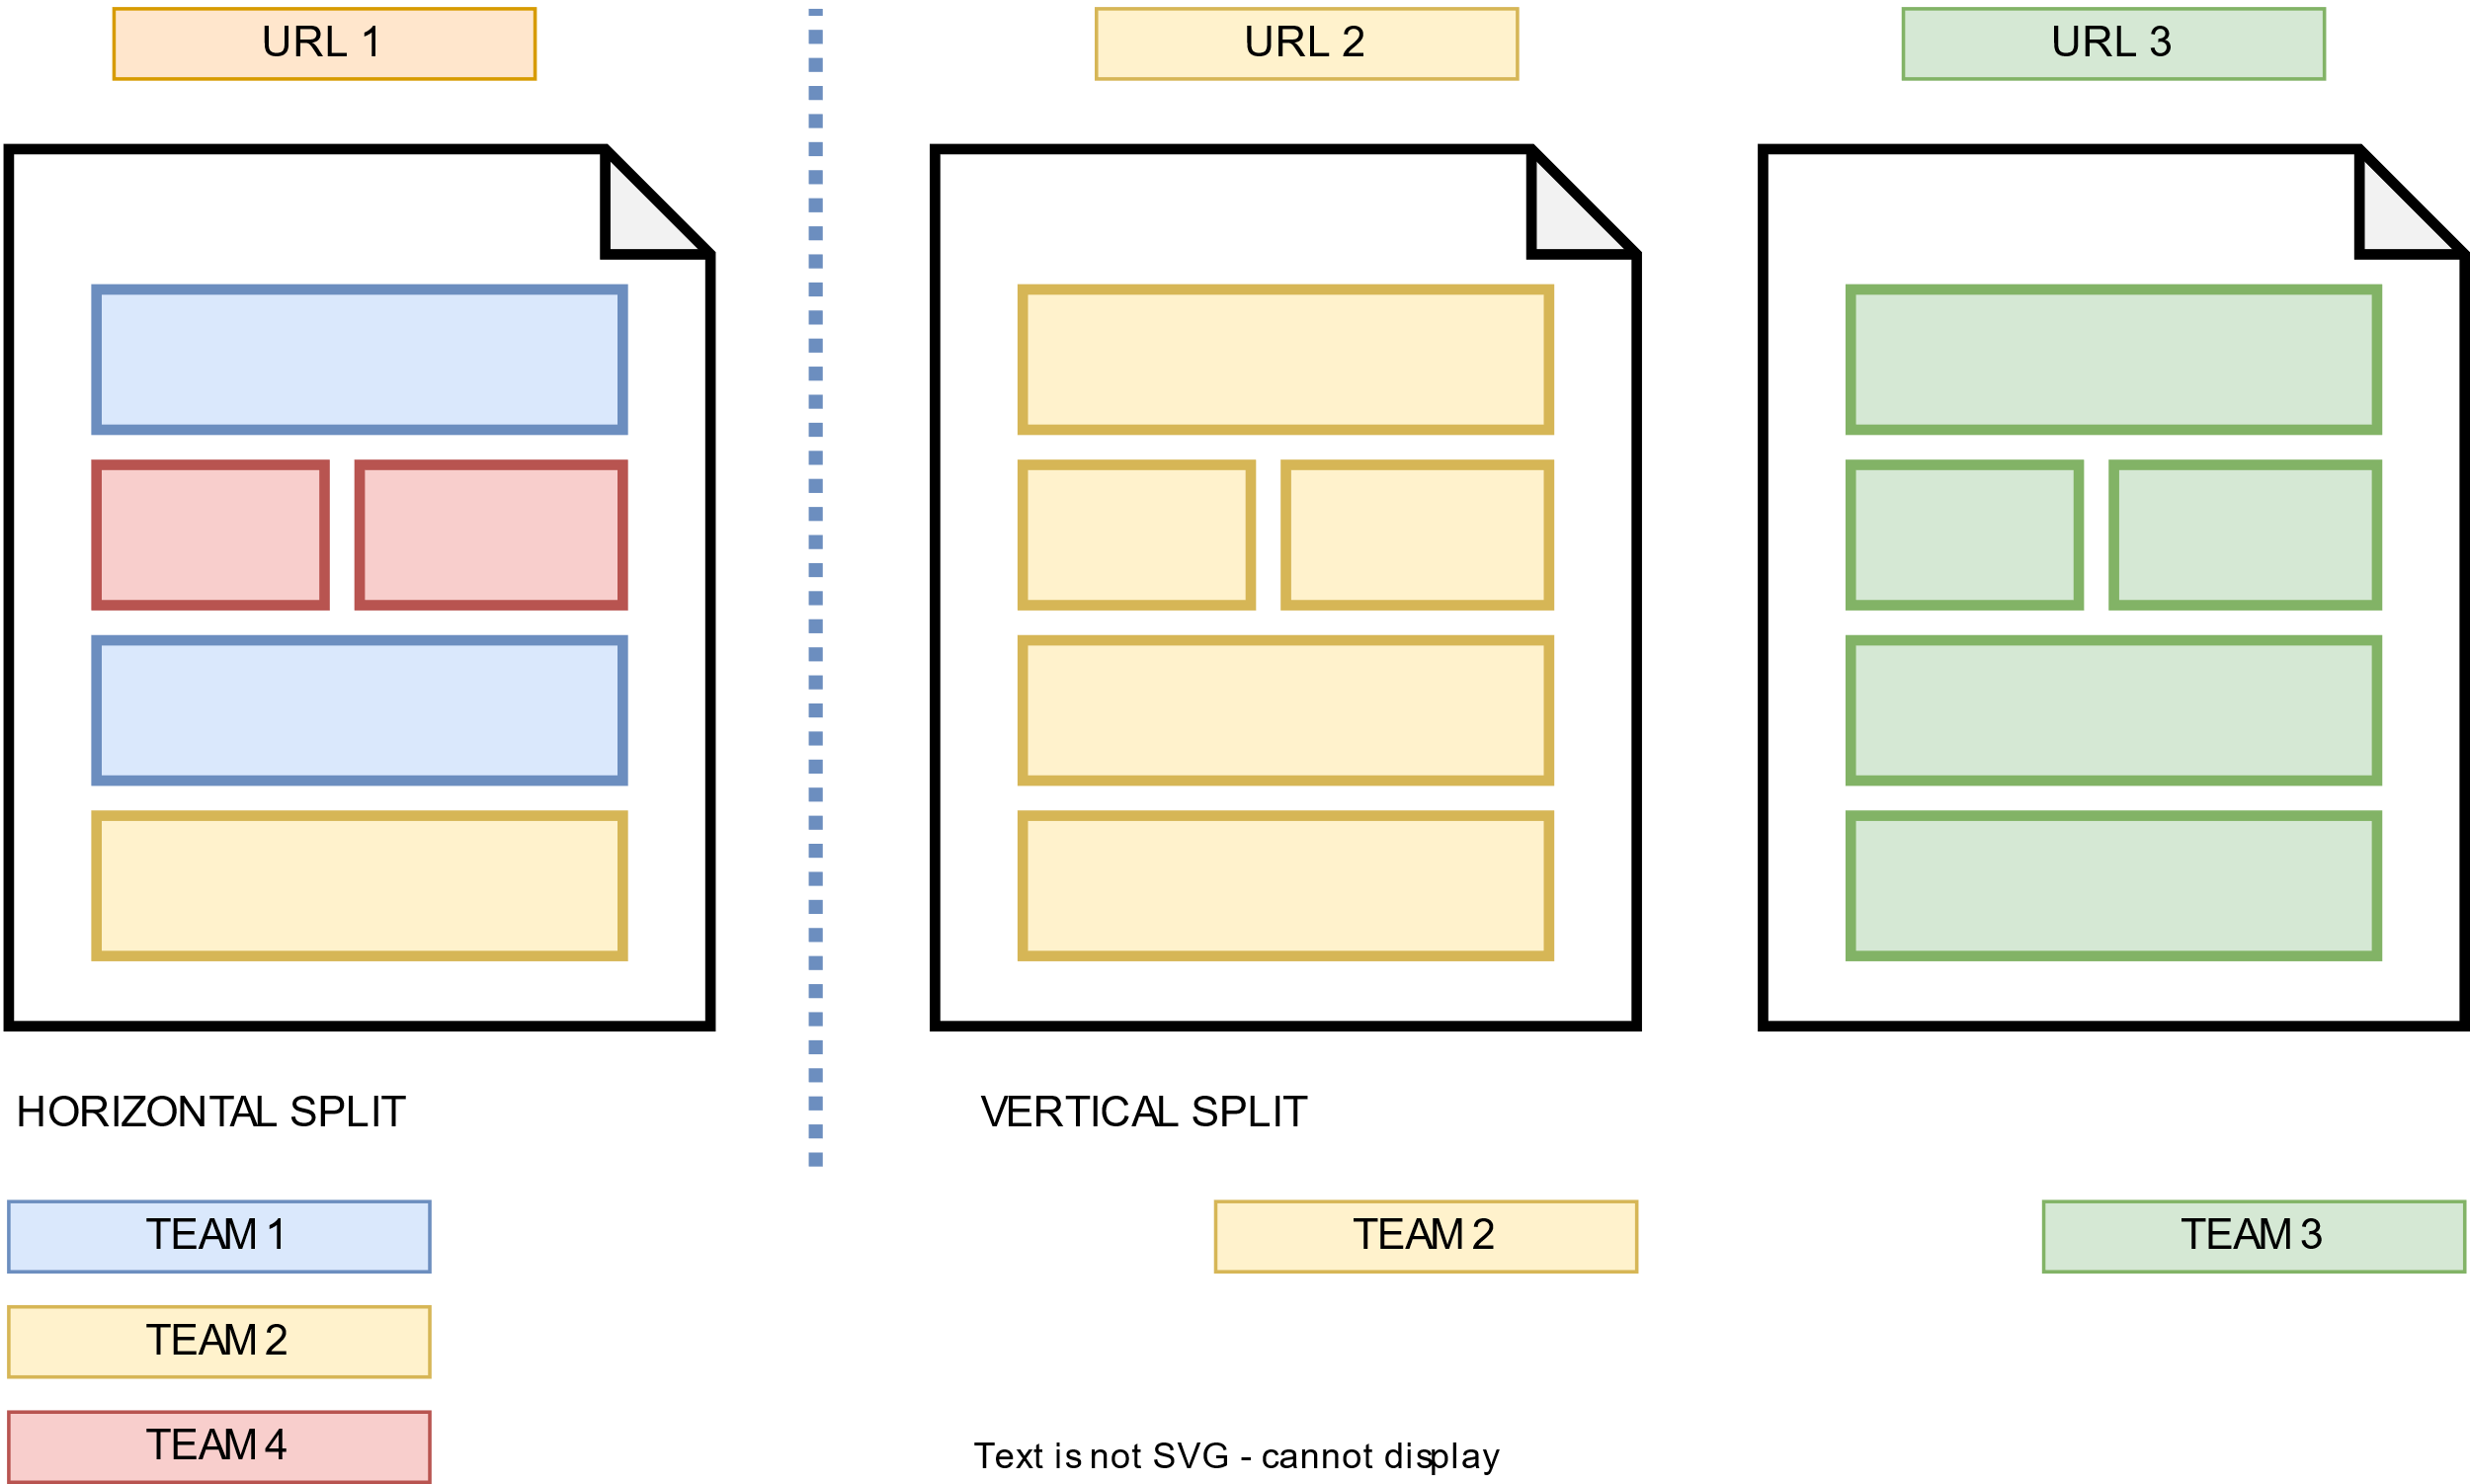 URL 1
URL 2
URL 3
HORIZONTAL SPLIT
VERTICAL SPLIT
TEAM 1
TEAM 2
TEAM 3
TEAM 2
TEAM 4
Text is not SVG - cannot display